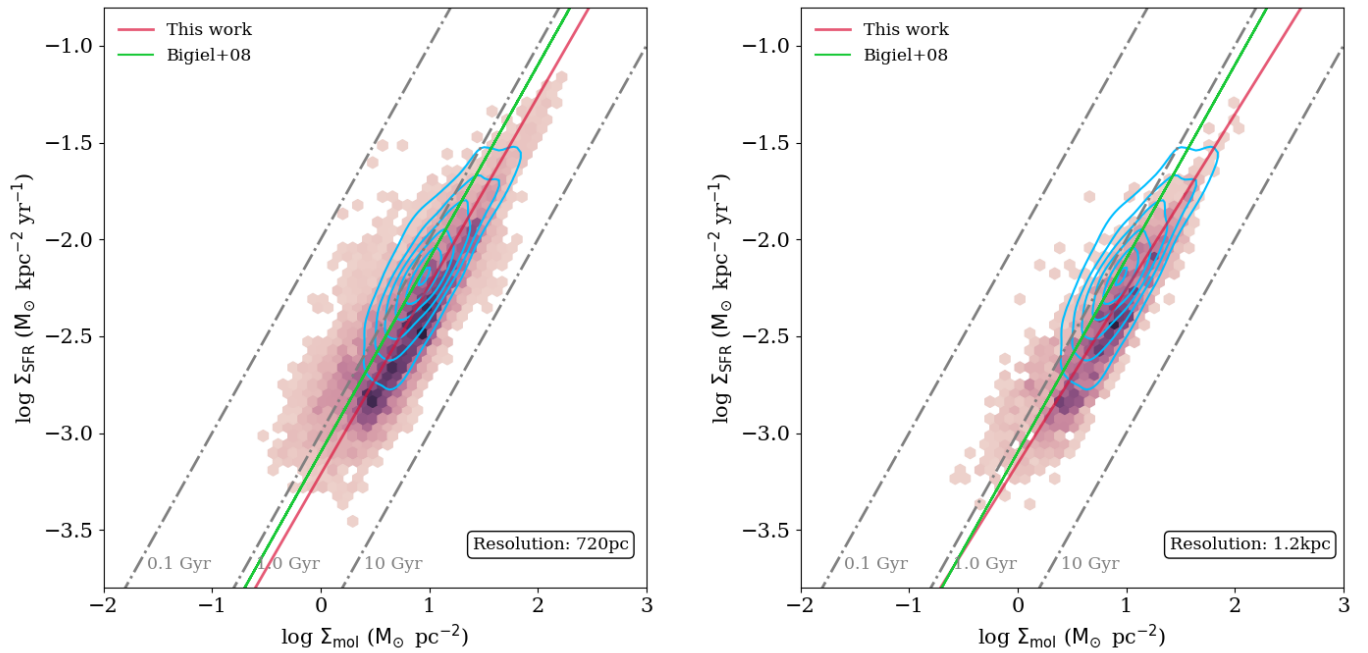 This work
Bigiel+08
−1.0
−1.5
−2.0
−2.5
−3.0
−3.5
log Σ_SFR (M_⊙ kpc⁻² yr⁻¹)
0.1 Gyr
1.0 Gyr
10 Gyr
Resolution: 720pc
−2
−1
0
1
2
3
log Σ_mol (M_⊙ pc⁻²)
This work
Bigiel+08
−1.0
−1.5
−2.0
−2.5
−3.0
−3.5
log Σ_SFR (M_⊙ kpc⁻² yr⁻¹)
0.1 Gyr
1.0 Gyr
10 Gyr
Resolution: 1.2kpc
−2
−1
0
1
2
3
log Σ_mol (M_⊙ pc⁻²)